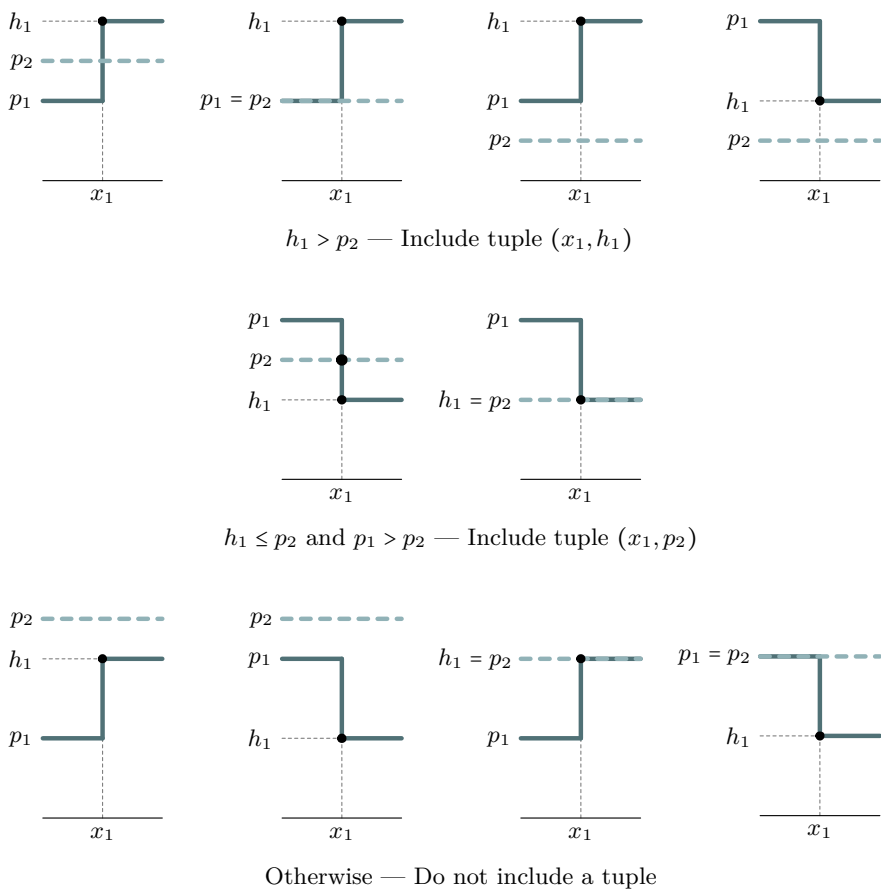 h₁ h₁ h₁ p₁
p₂
p₁ p₁ = p₂ p₁ h₁
p₂ p₂
x₁ x₁ x₁ x₁
h₁ > p₂ — Include tuple (x₁, h₁)
p₁ p₁
p₂
h₁ h₁ = p₂
x₁ x₁
h₁ ≤ p₂ and p₁ > p₂ — Include tuple (x₁, p₂)
p₂ p₂
h₁ p₁ h₁ = p₂ p₁ = p₂
p₁ h₁ p₁ h₁
x₁ x₁ x₁ x₁
Otherwise — Do not include a tuple